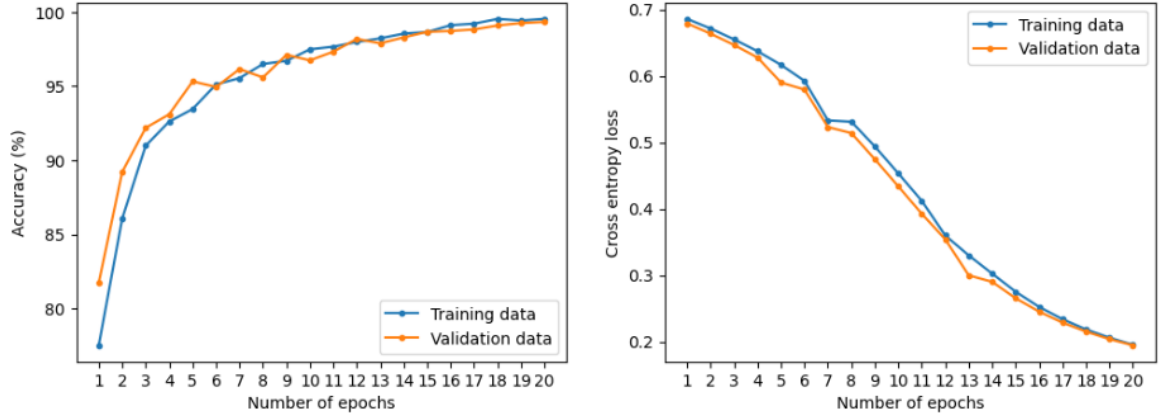 100
95
90
85
80
Accuracy (%)
Training data
Validation data
1 2 3 4 5 6 7 8 9 10 11 12 13 14 15 16 17 18 19 20
Number of epochs
0.7
0.6
0.5
0.4
0.3
0.2
Cross entropy loss
Training data
Validation data
1 2 3 4 5 6 7 8 9 10 11 12 13 14 15 16 17 18 19 20
Number of epochs